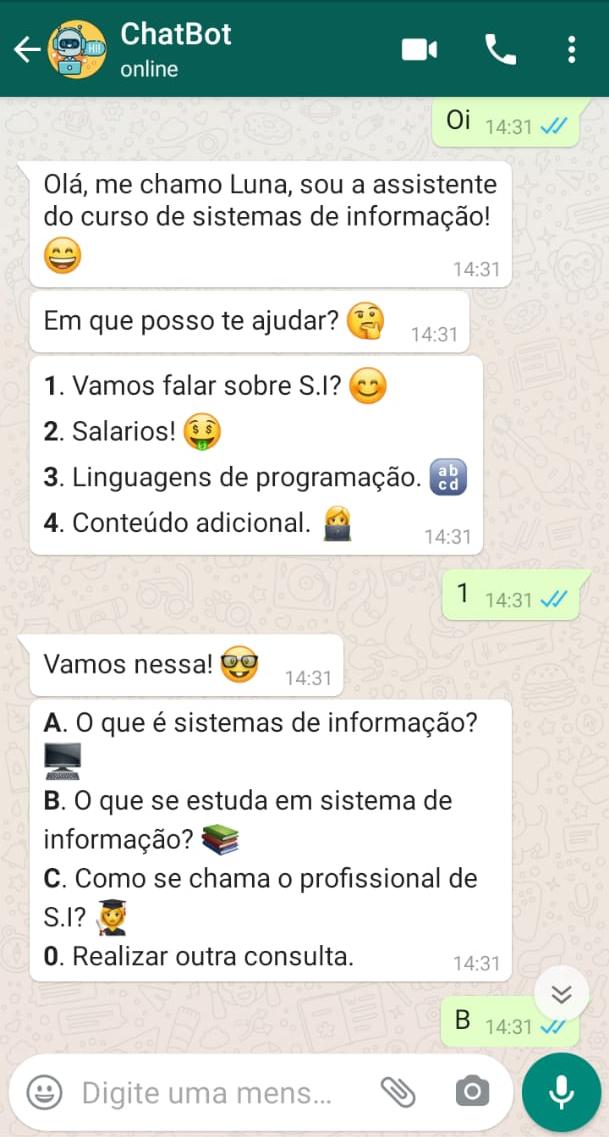 ChatBot
Hi!
online
Oi 14:31
Olá, me chamo Luna, sou a assistente
do curso de sistemas de informação!
😄
14:31
Em que posso te ajudar? 🤔 14:31
1. Vamos falar sobre S.I? 😊
2. Salarios! 🤑
3. Linguagens de programação. 🔡
4. Conteúdo adicional. 👩‍💻 14:31
1 14:31
Vamos nessa! 🤓 14:31
A. O que é sistemas de informação?
🖥️
B. O que se estuda em sistema de
informação? 📚
C. Como se chama o profissional de
S.I? 👩‍🎓
0. Realizar outra consulta. 14:31
B 14:31
Digite uma mens...